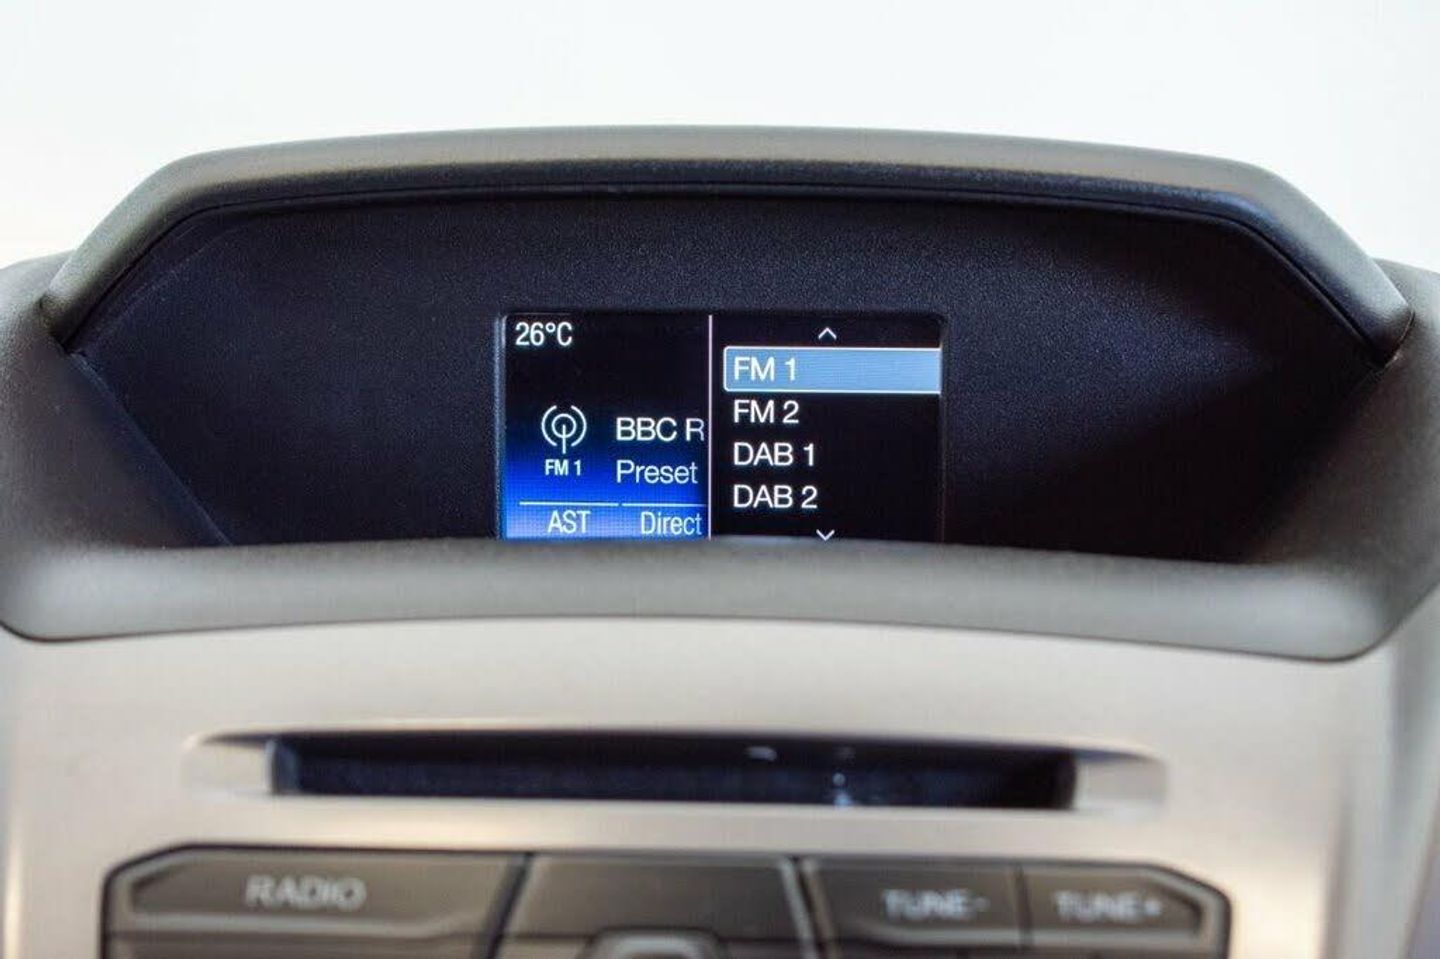 26°C
FM 1
BBC R
Preset
AST
Direct
FM 1
FM 2
DAB 1
DAB 2
RADIO
TUNE-
TUNE+